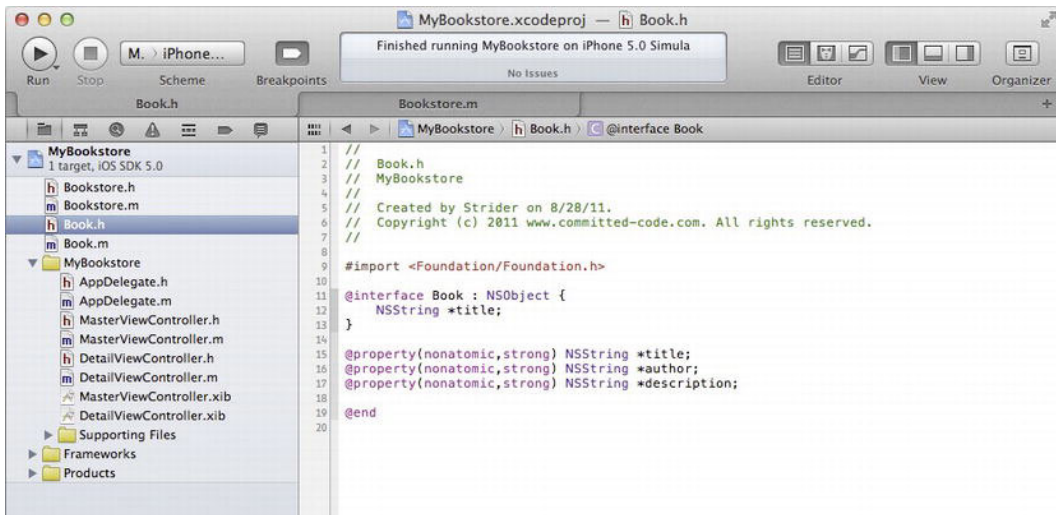 MyBookstore.xcodeproj — h Book.h
Run
Stop
M. › iPhone...
Scheme
Breakpoints
Finished running MyBookstore on iPhone 5.0 Simula
No Issues
Editor
View
Organizer
Book.h
Bookstore.m
+
MyBookstore
1 target, iOS SDK 5.0
h Bookstore.h
m Bookstore.m
h Book.h
m Book.m
MyBookstore
h AppDelegate.h
m AppDelegate.m
h MasterViewController.h
m MasterViewController.m
h DetailViewController.h
m DetailViewController.m
MasterViewController.xib
DetailViewController.xib
Supporting Files
Frameworks
Products
MyBookstore › h Book.h › C @interface Book
1 //
2 //  Book.h
3 //  MyBookstore
4 //
5 //  Created by Strider on 8/28/11.
6 //  Copyright (c) 2011 www.committed-code.com. All rights reserved.
7 //
8
9 #import <Foundation/Foundation.h>
10
11 @interface Book : NSObject {
12     NSString *title;
13 }
14
15 @property(nonatomic,strong) NSString *title;
16 @property(nonatomic,strong) NSString *author;
17 @property(nonatomic,strong) NSString *description;
18
19 @end
20